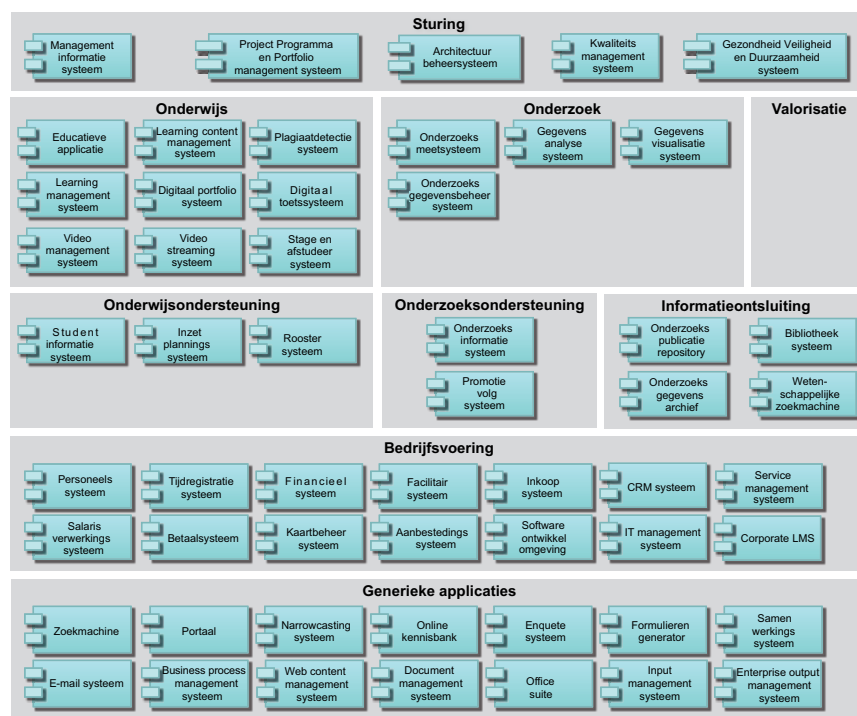 Sturing
Management
informatie
systeem
Project Programma
en Portfolio
management systeem
Architectuur
beheersysteem
Kwaliteits
management
systeem
Gezondheid Veiligheid
en Duurzaamheid
systeem
Onderwijs
Educatieve
applicatie
Learning content
management
systeem
Plagiaatdetectie
systeem
Learning
management
systeem
Digitaal portfolio
systeem
Digitaal
toetssysteem
Video
management
systeem
Video
streaming
systeem
Stage en
afstudeer
systeem
Onderzoek
Onderzoeks
meetsysteem
Gegevens
analyse
systeem
Gegevens
visualisatie
systeem
Onderzoeks
gegevensbeheer
systeem
Valorisatie
Onderwijsondersteuning
Student
informatie
systeem
Inzet
plannings
systeem
Rooster
systeem
Onderzoeksondersteuning
Onderzoeks
informatie
systeem
Promotie
volg
systeem
Informatieontsluiting
Onderzoeks
publicatie
repository
Bibliotheek
systeem
Onderzoeks
gegevens
archief
Weten-
schappelijke
zoekmachine
Bedrijfsvoering
Personeels
systeem
Tijdregistratie
systeem
Financieel
systeem
Facilitair
systeem
Inkoop
systeem
CRM systeem
Service
management
systeem
Salaris
verwerkings
systeem
Betaalsysteem
Kaartbeheer
systeem
Aanbestedings
systeem
Software
ontwikkel
omgeving
IT management
systeem
Corporate LMS
Generieke applicaties
Zoekmachine
Portaal
Narrowcasting
systeem
Online
kennisbank
Enquete
systeem
Formulieren
generator
Samen
werkings
systeem
E-mail systeem
Business process
management
systeem
Web content
management
systeem
Document
management
systeem
Office
suite
Input
management
systeem
Enterprise output
management
systeem